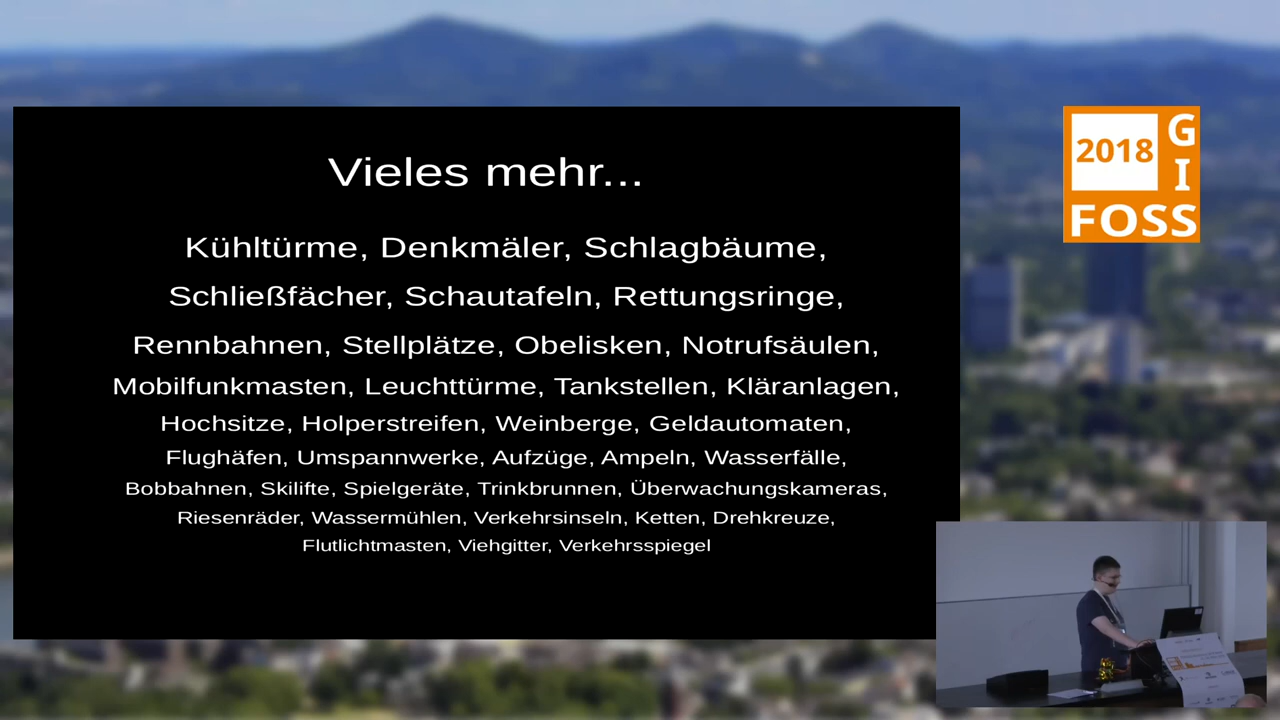 Vieles mehr...
Kühltürme, Denkmäler, Schlagbäume,
Schließfächer, Schautafeln, Rettungsringe,
Rennbahnen, Stellplätze, Obelisken, Notrufsäulen,
Mobilfunkmasten, Leuchttürme, Tankstellen, Kläranlagen,
Hochsitze, Holperstreifen, Weinberge, Geldautomaten,
Flughäfen, Umspannwerke, Aufzüge, Ampeln, Wasserfälle,
Bobbahnen, Skilifte, Spielgeräte, Trinkbrunnen, Überwachungskameras,
Riesenräder, Wassermühlen, Verkehrsinseln, Ketten, Drehkreuze,
Flutlichtmasten, Viehgitter, Verkehrsspiegel
2018
GI
FOSS